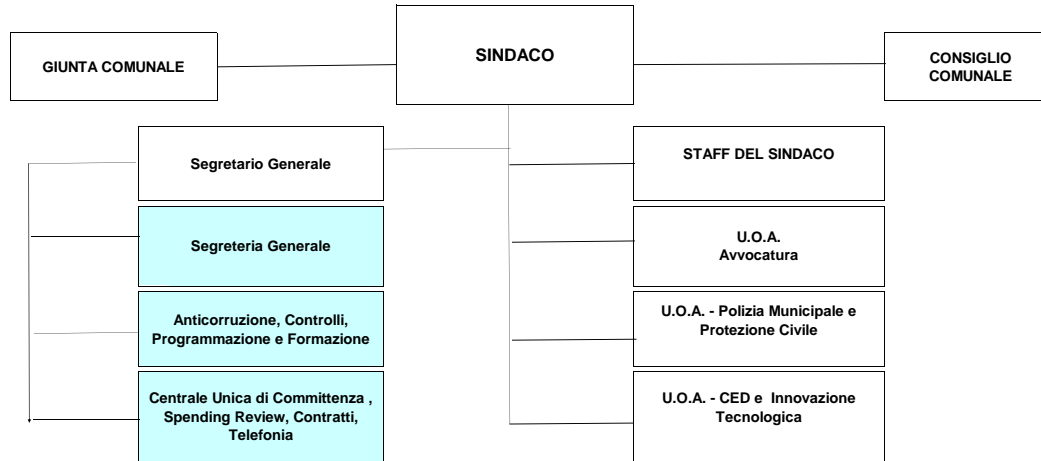 GIUNTA COMUNALE
SINDACO
CONSIGLIO
COMUNALE
Segretario Generale
STAFF DEL SINDACO
Segreteria Generale
U.O.A.
Avvocatura
Anticorruzione, Controlli,
Programmazione e Formazione
U.O.A. - Polizia Municipale e
Protezione Civile
Centrale Unica di Committenza ,
Spending Review, Contratti,
Telefonia
U.O.A. - CED e Innovazione
Tecnologica